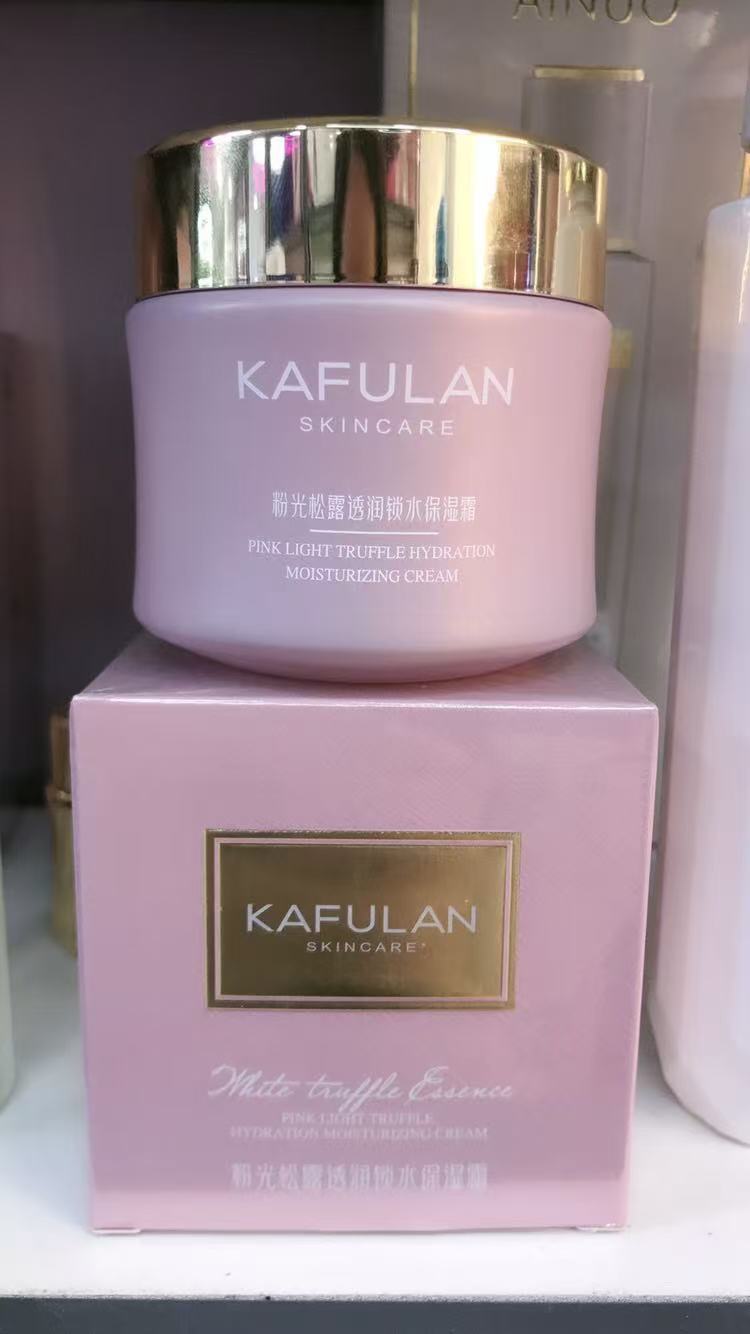 AINUO
KAFULAN
SKINCARE
粉光松露透润锁水保湿霜
PINK LIGHT TRUFFLE HYDRATION
MOISTURIZING CREAM
KAFULAN
SKINCARE
White truffle Essence
PINK LIGHT TRUFFLE
HYDRATION MOISTURIZING CREAM
粉光松露透润锁水保湿霜